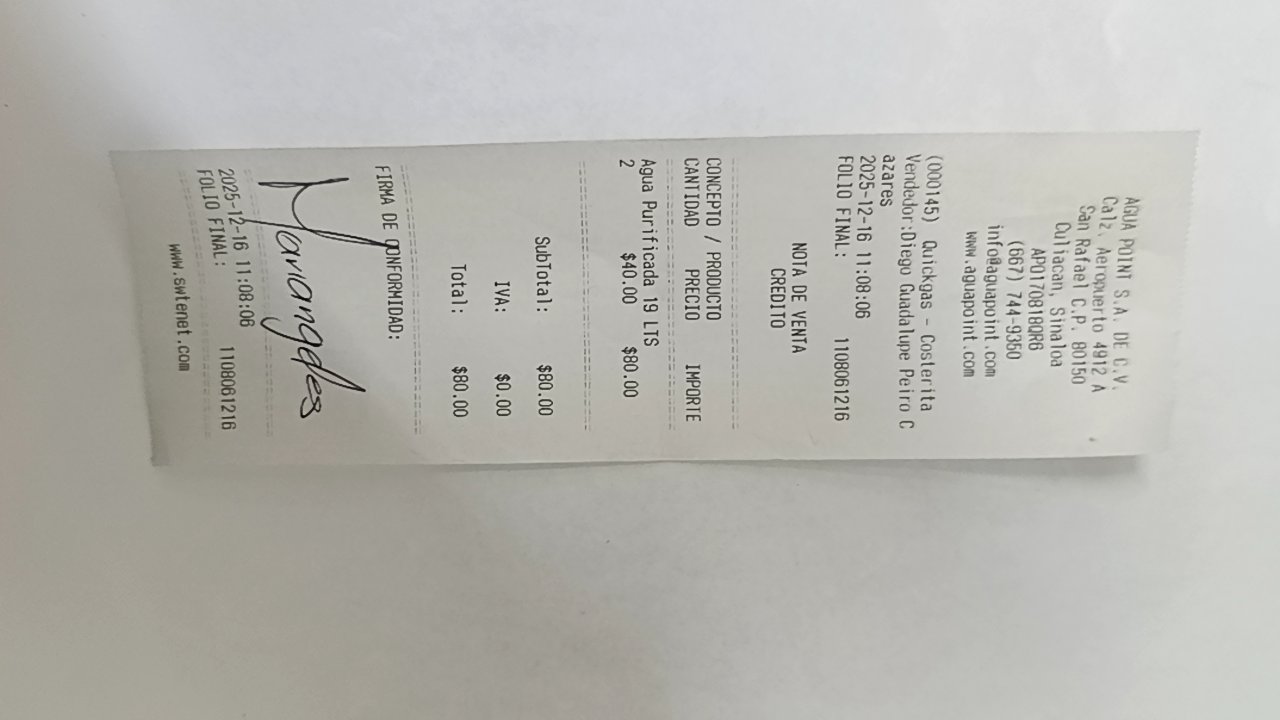 AGUA POINT S.A. DE C.V.
Calz. Aeropuerto 4912 A
San Rafael C.P. 80150
Culiacan, Sinaloa
APO170818QR6
(667) 744-9350
info@aguapoint.com
www.aguapoint.com
(000145) Quickgas - Costerita
Vendedor:Diego Guadalupe Peiro C
azares
2025-12-16 11:08:06
FOLIO FINAL: 1108061216
NOTA DE VENTA
CREDITO
CONCEPTO / PRODUCTO
CANTIDAD PRECIO IMPORTE
Agua Purificada 19 LTS
2 $40.00 $80.00
SubTotal: $80.00
IVA: $0.00
Total: $80.00
FIRMA DE CONFORMIDAD:
Mariangeles
2025-12-16 11:08:06
FOLIO FINAL: 1108061216
www.swtenet.com